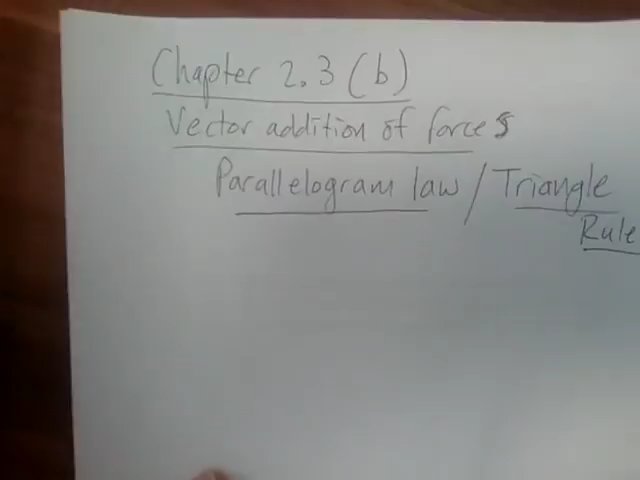 Chapter 2.3 (b)
Vector addition of forces
Parallelogram law / Triangle
Rule